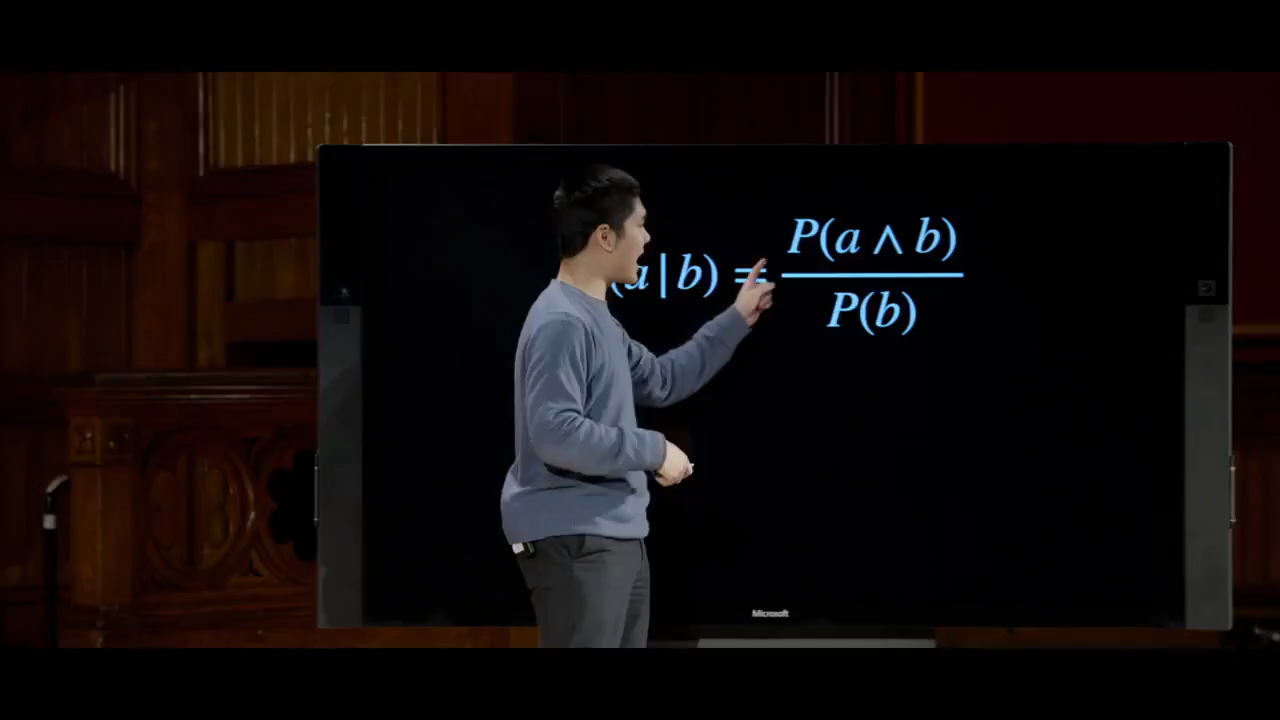 (a | b) = P(a ∧ b) / P(b)
Microsoft